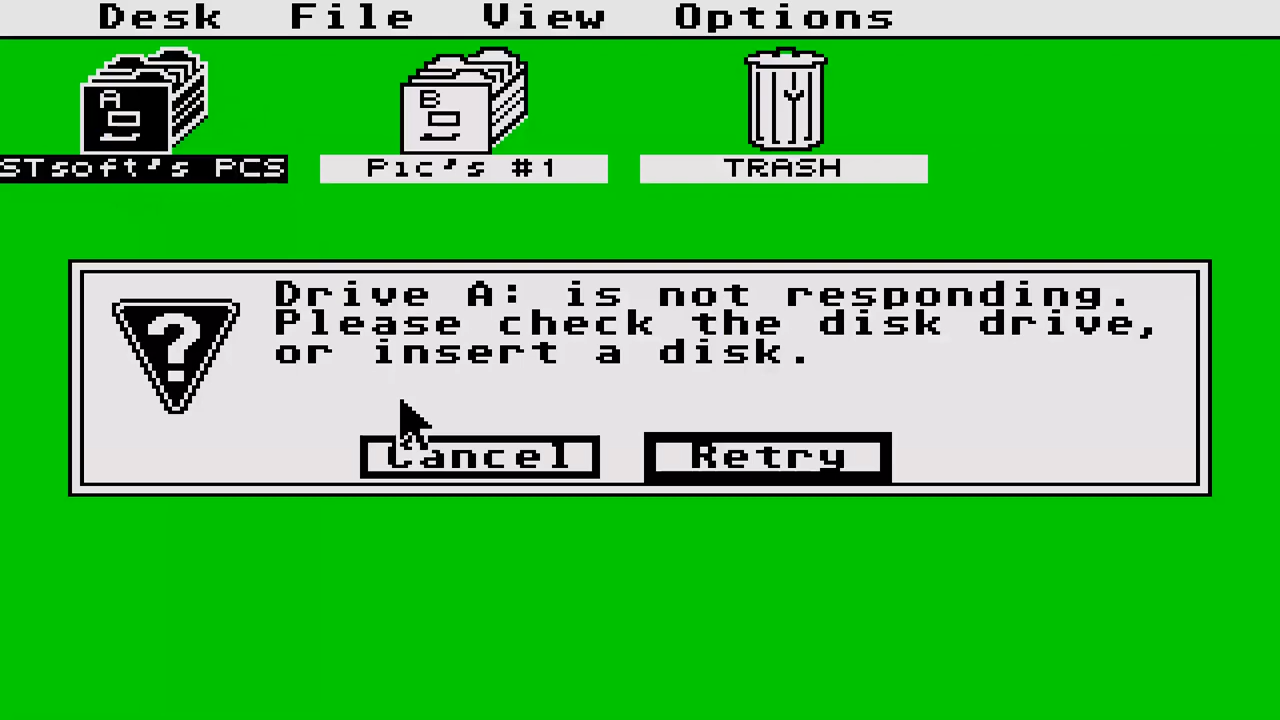 Desk File View Options
A B
STsoft's PCS Pic's #1 TRASH
Drive A: is not responding.
Please check the disk drive,
or insert a disk.
Cancel Retry